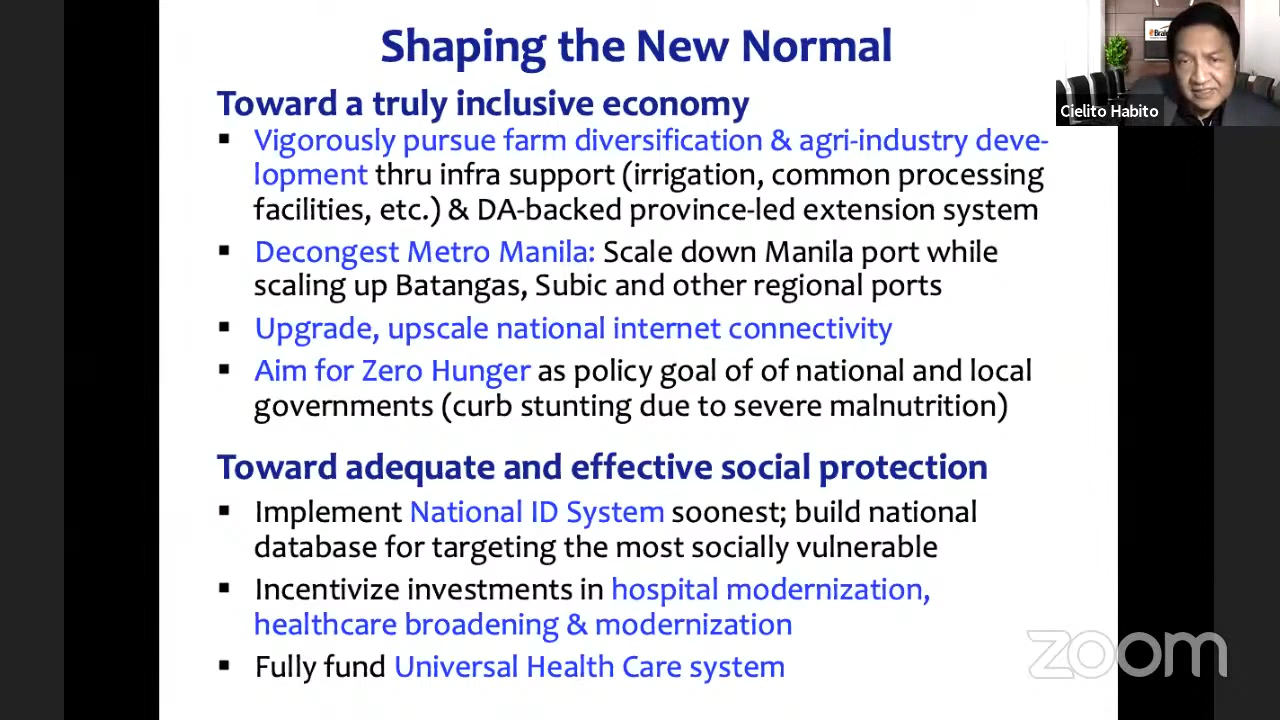 Shaping the New Normal
Toward a truly inclusive economy
▪ Vigorously pursue farm diversification & agri-industry deve-
lopment thru infra support (irrigation, common processing
facilities, etc.) & DA-backed province-led extension system
▪ Decongest Metro Manila: Scale down Manila port while
scaling up Batangas, Subic and other regional ports
▪ Upgrade, upscale national internet connectivity
▪ Aim for Zero Hunger as policy goal of of national and local
governments (curb stunting due to severe malnutrition)
Toward adequate and effective social protection
▪ Implement National ID System soonest; build national
database for targeting the most socially vulnerable
▪ Incentivize investments in hospital modernization,
healthcare broadening & modernization
▪ Fully fund Universal Health Care system
Cielito Habito
zoom